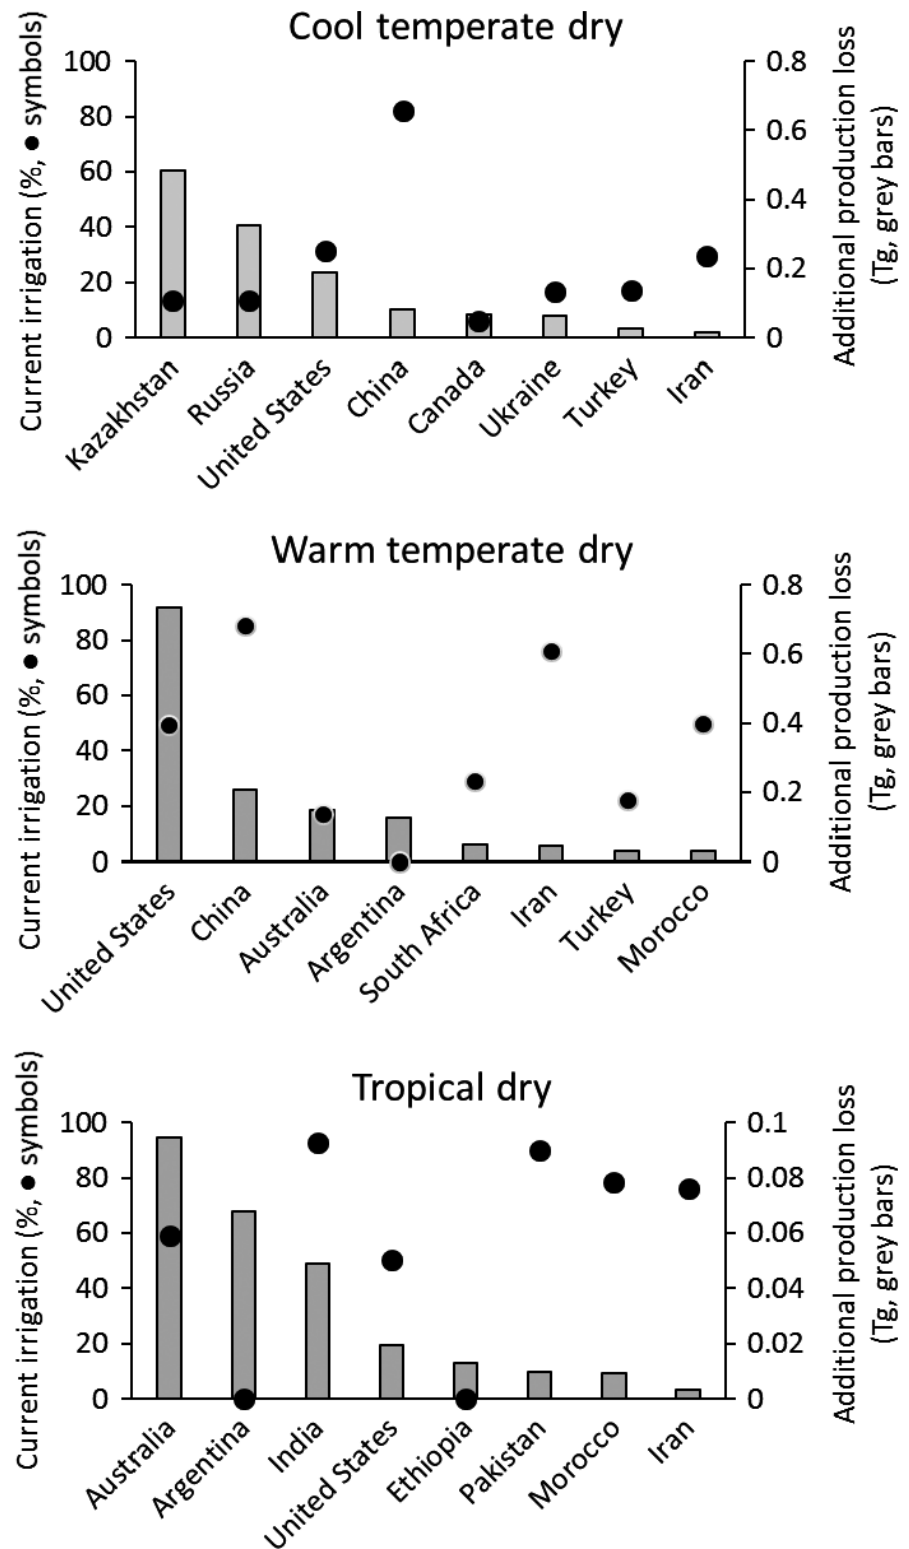 Cool temperate dry
Current irrigation (%, ● symbols)
100
80
60
40
20
0
0.8
0.6
0.4
0.2
0
Additional production loss
(Tg, grey bars)
Kazakhstan
Russia
United States
China
Canada
Ukraine
Turkey
Iran
Warm temperate dry
Current irrigation (%, ● symbols)
100
80
60
40
20
0
0.8
0.6
0.4
0.2
0
Additional production loss
(Tg, grey bars)
United States
China
Australia
Argentina
South Africa
Iran
Turkey
Morocco
Tropical dry
Current irrigation (%, ● symbols)
100
80
60
40
20
0
0.1
0.08
0.06
0.04
0.02
0
Additional production loss
(Tg, grey bars)
Australia
Argentina
India
United States
Ethiopia
Pakistan
Morocco
Iran